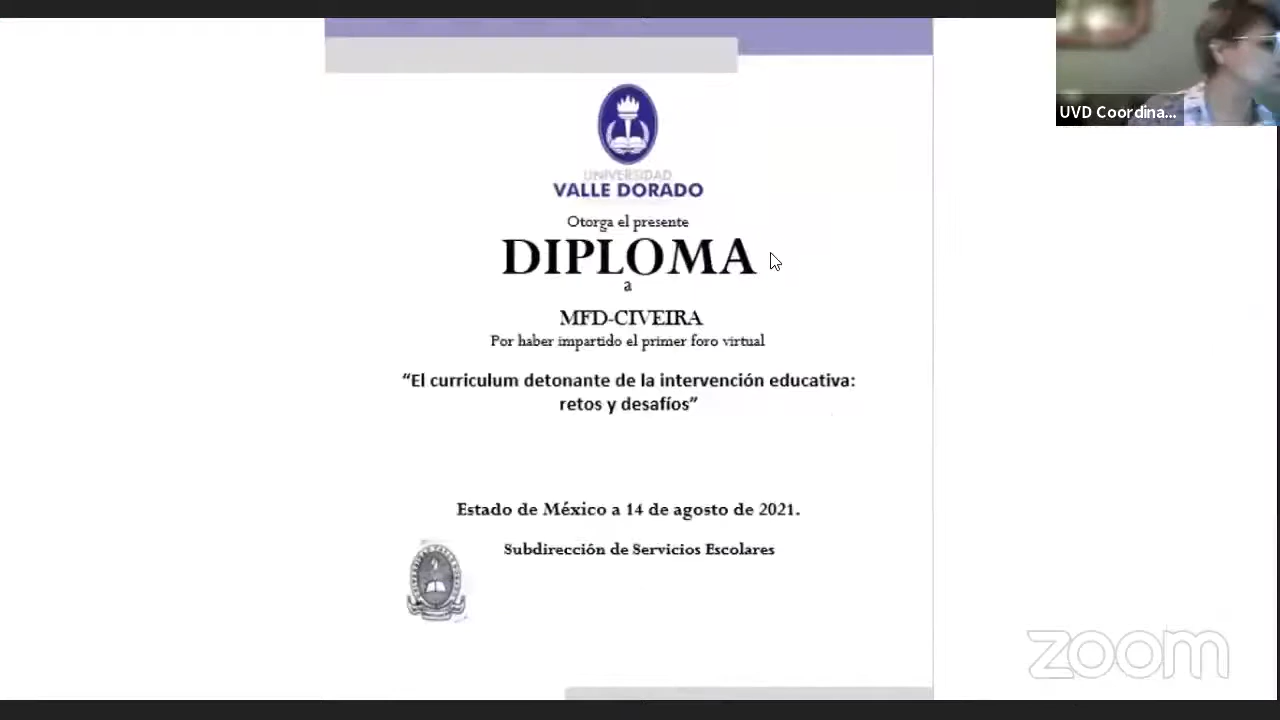 UVD Coordina...
UNIVERSIDAD
VALLE DORADO
Otorga el presente
DIPLOMA
a
MFD-CIVEIRA
Por haber impartido el primer foro virtual
“El curriculum detonante de la intervención educativa:
retos y desafíos”
Estado de México a 14 de agosto de 2021.
Subdirección de Servicios Escolares
zoom